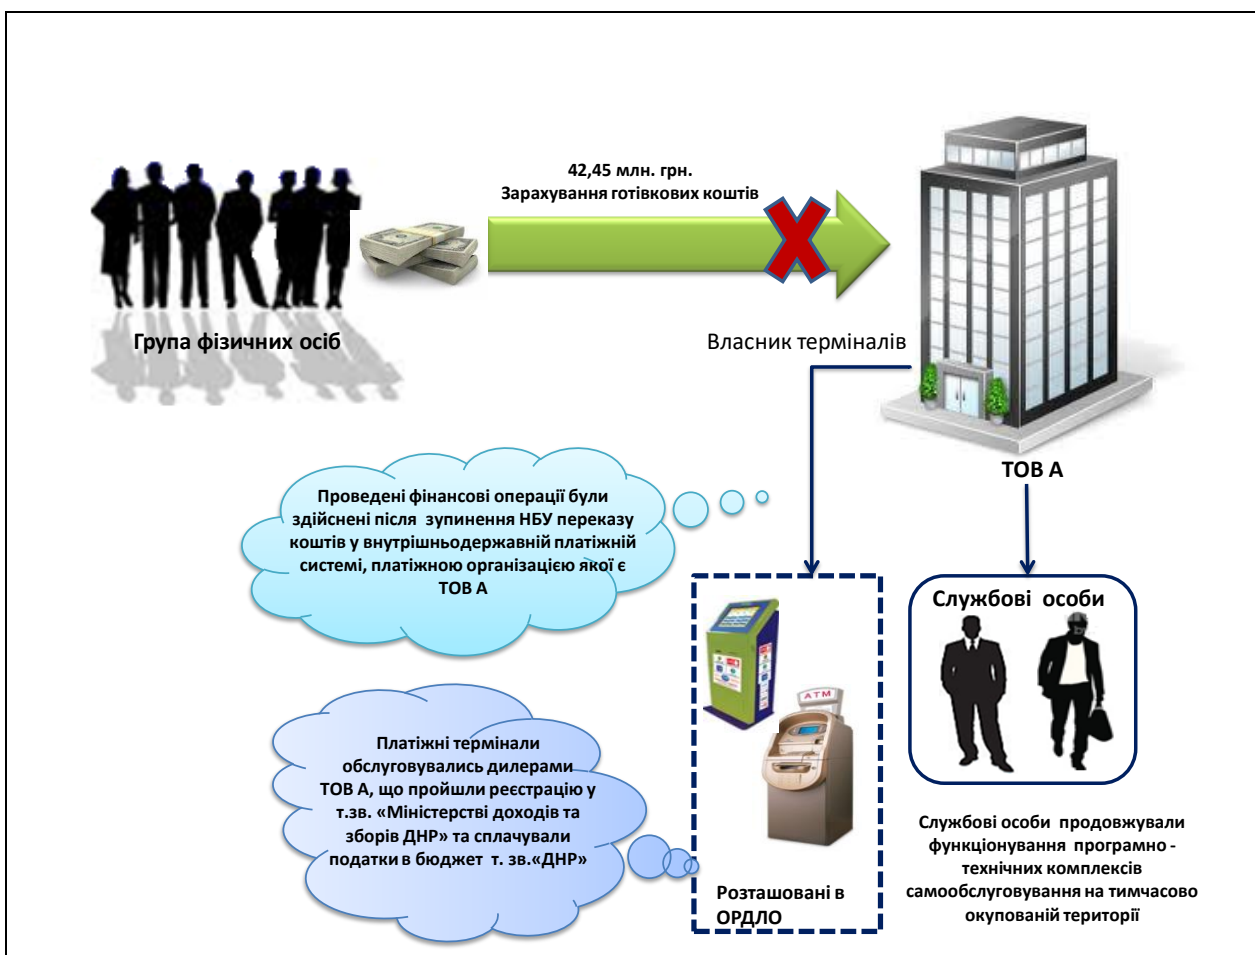 42,45 млн. грн.
Зарахування готівкових коштів
Група фізичних осіб
Власник терміналів
ТОВ А
Проведені фінансові операції були
здійснені після зупинення НБУ переказу
коштів у внутрішньодержавній платіжній
системі, платіжною організацією якої є
ТОВ А
Службові особи
ATM
Платіжні термінали
обслуговувались дилерами
ТОВ А, що пройшли реєстрацію у
т.зв. «Міністерстві доходів та
зборів ДНР» та сплачували
податки в бюджет т. зв.«ДНР»
Розташовані в
ОРДЛО
Службові особи продовжували
функціонування програмно -
технічних комплексів
самообслуговування на тимчасово
окупованій території